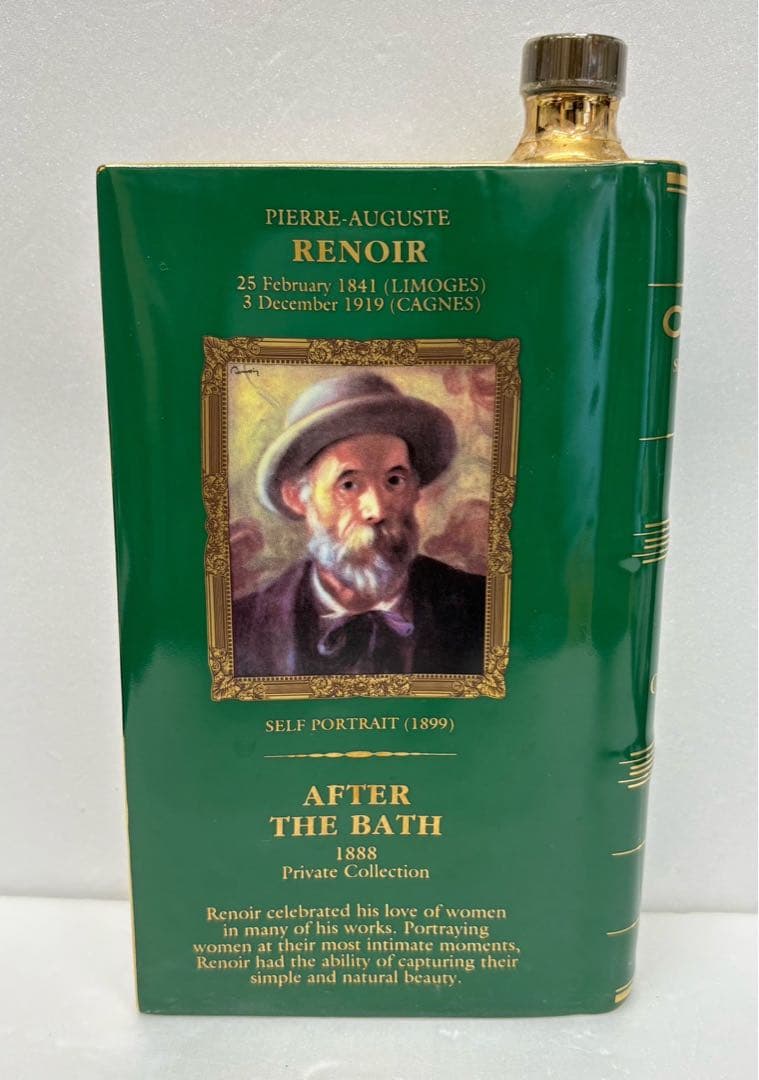 PIERRE-AUGUSTE
RENOIR
25 February 1841 (LIMOGES)
3 December 1919 (CAGNES)
SELF PORTRAIT (1899)
AFTER
THE BATH
1888
Private Collection
Renoir celebrated his love of women
in many of his works. Portraying
women at their most intimate moments,
Renoir had the ability of capturing their
simple and natural beauty.